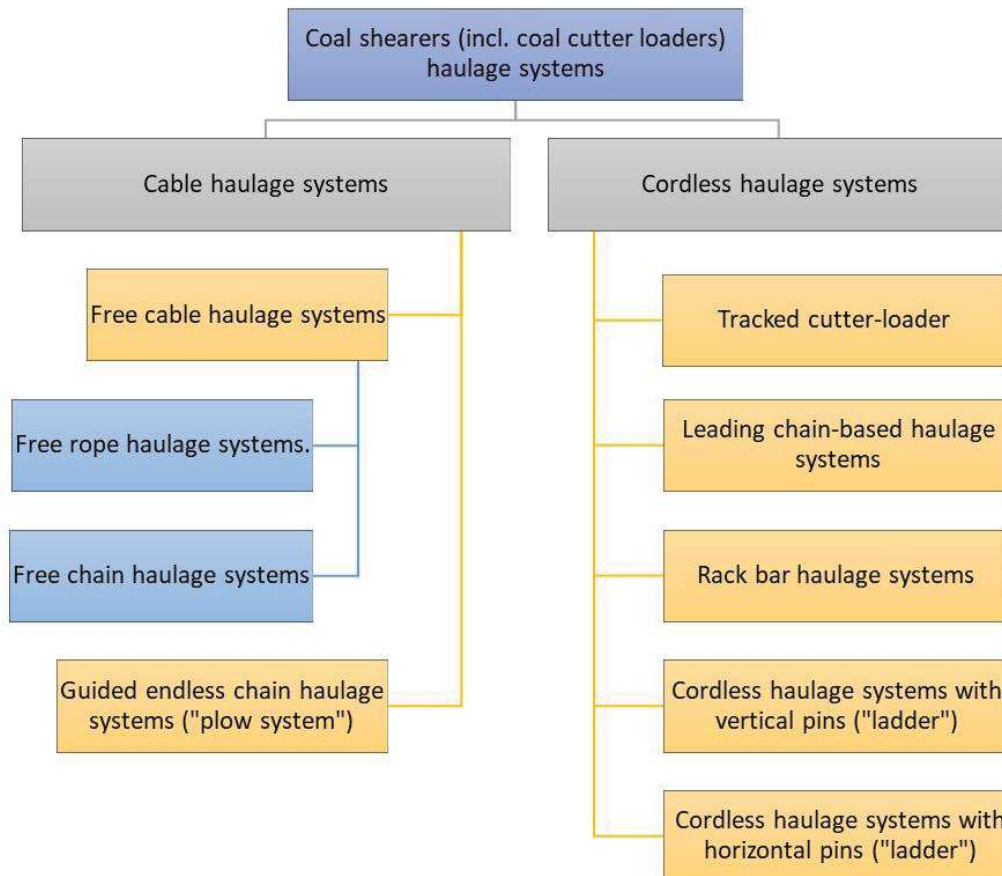 Coal shearers (incl. coal cutter loaders)
haulage systems
Cable haulage systems
Cordless haulage systems
Free cable haulage systems
Free rope haulage systems.
Free chain haulage systems
Guided endless chain haulage
systems ("plow system")
Tracked cutter-loader
Leading chain-based haulage
systems
Rack bar haulage systems
Cordless haulage systems with
vertical pins ("ladder")
Cordless haulage systems with
horizontal pins ("ladder")